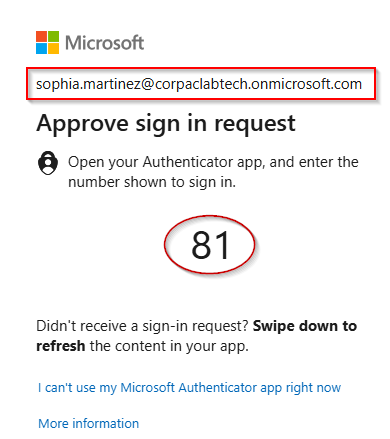 Microsoft
sophia.martinez@corpaclabtech.onmicrosoft.com
Approve sign in request
Open your Authenticator app, and enter the
number shown to sign in.
81
Didn't receive a sign-in request? Swipe down to
refresh the content in your app.
I can't use my Microsoft Authenticator app right now
More information